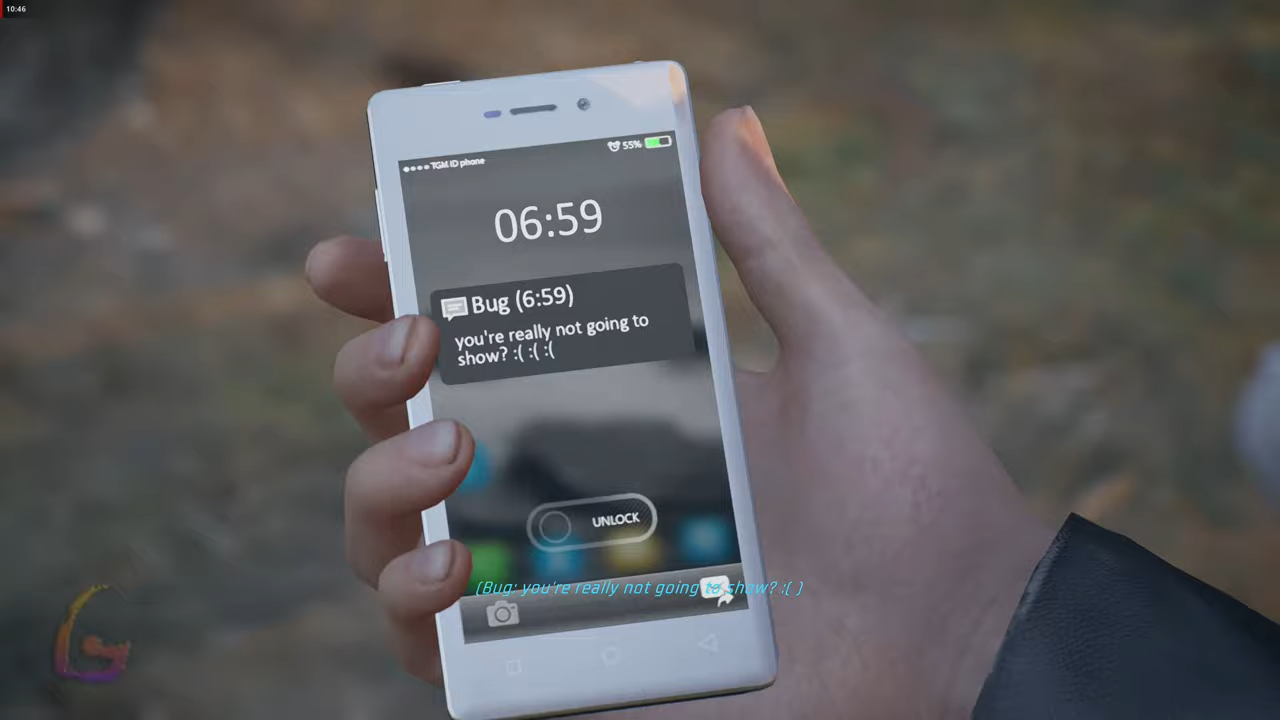 10:46
TGM ID phone
55%
06:59
Bug (6:59)
you're really not going to
show? :( :( :(
UNLOCK
(Bug: you're really not going to show? :( )